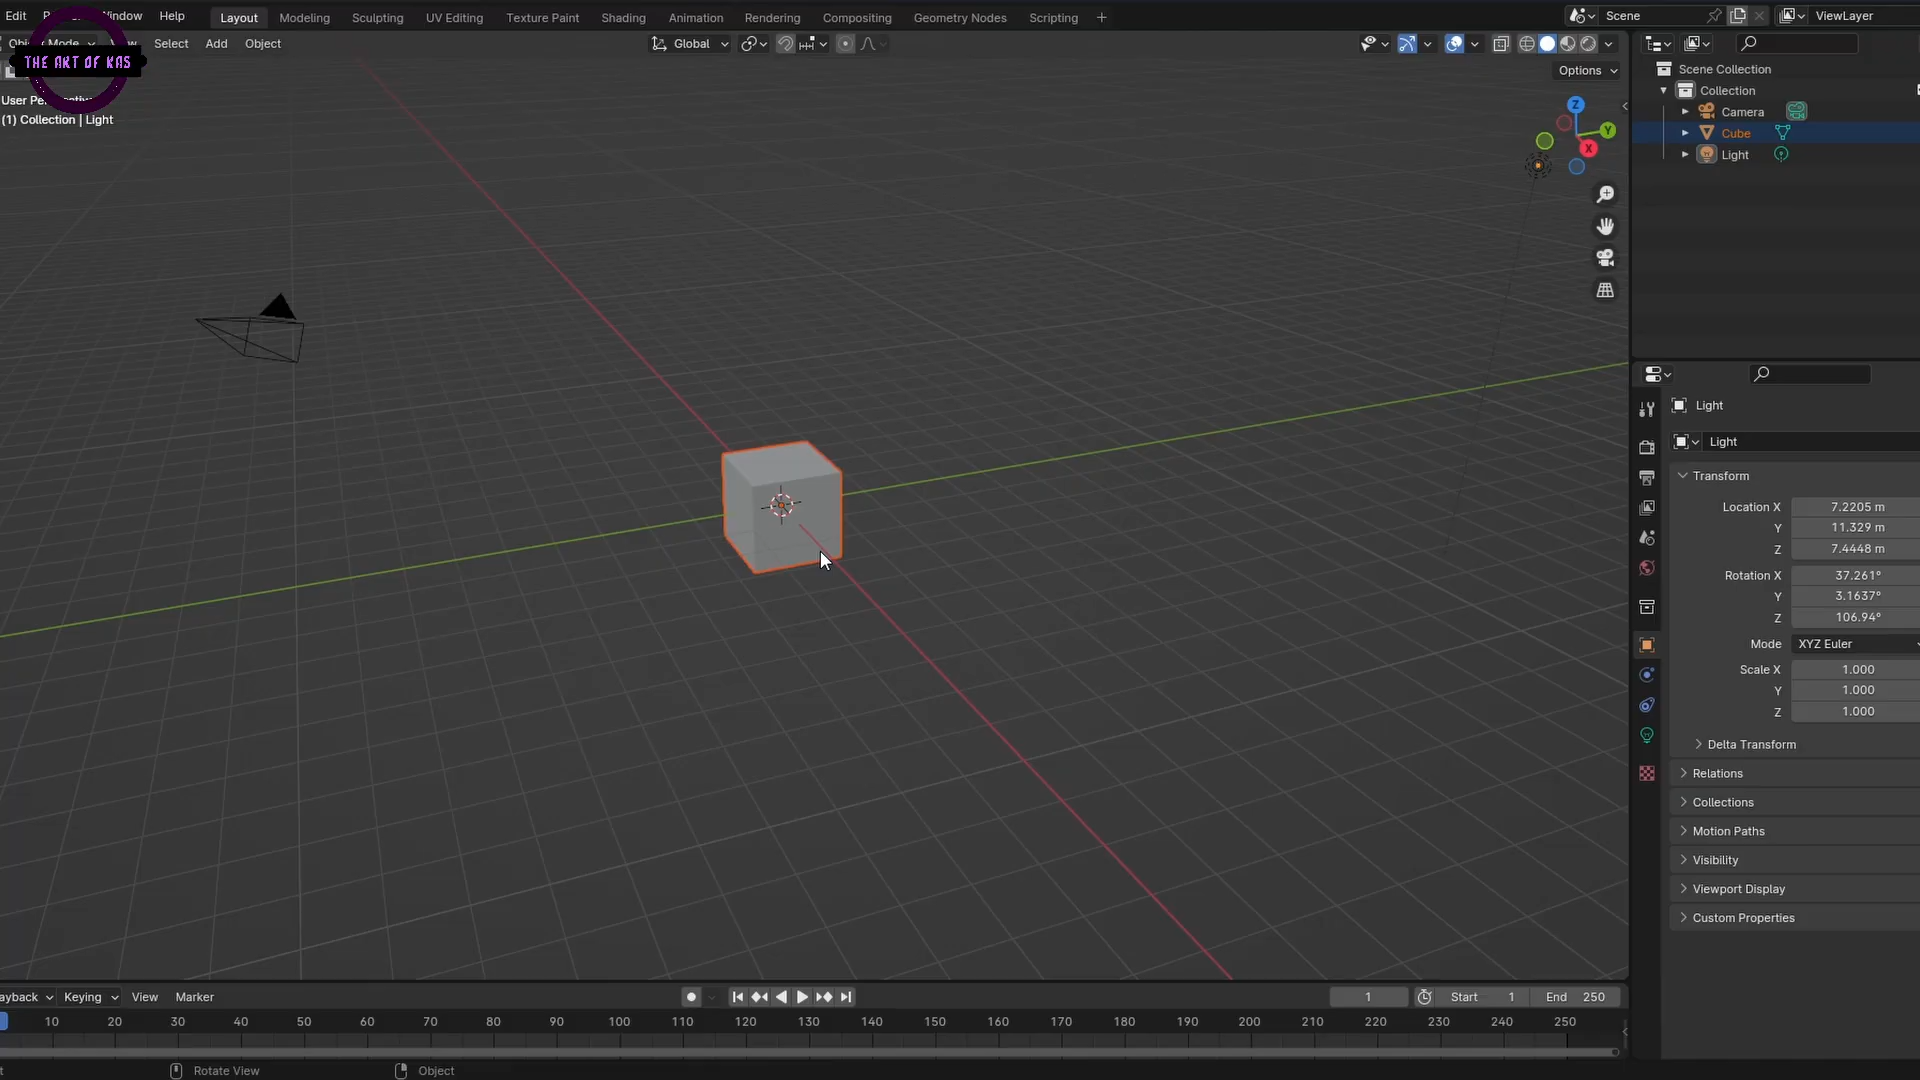 Edit
Window
Help
Layout
Modeling
Sculpting
UV Editing
Texture Paint
Shading
Animation
Rendering
Compositing
Geometry Nodes
Scripting
Scene
ViewLayer
Mode
Select
Add
Object
Global
THE ART OF KAS
Options
User Perspective
(1) Collection | Light
Scene Collection
Collection
Camera
Cube
Light
Light
Light
Transform
Location X 7.2205 m
Y 11.329 m
Z 7.4448 m
Rotation X 37.261°
Y 3.1637°
Z 106.94°
Mode XYZ Euler
Scale X 1.000
Y 1.000
Z 1.000
Delta Transform
Relations
Collections
Motion Paths
Visibility
Viewport Display
Custom Properties
Z
Y
X
ayback
Keying
View
Marker
1
Start 1
End 250
10 20 30 40 50 60 70 80 90 100 110 120 130 140 150 160 170 180 190 200 210 220 230 240 250
t
Rotate View
Object